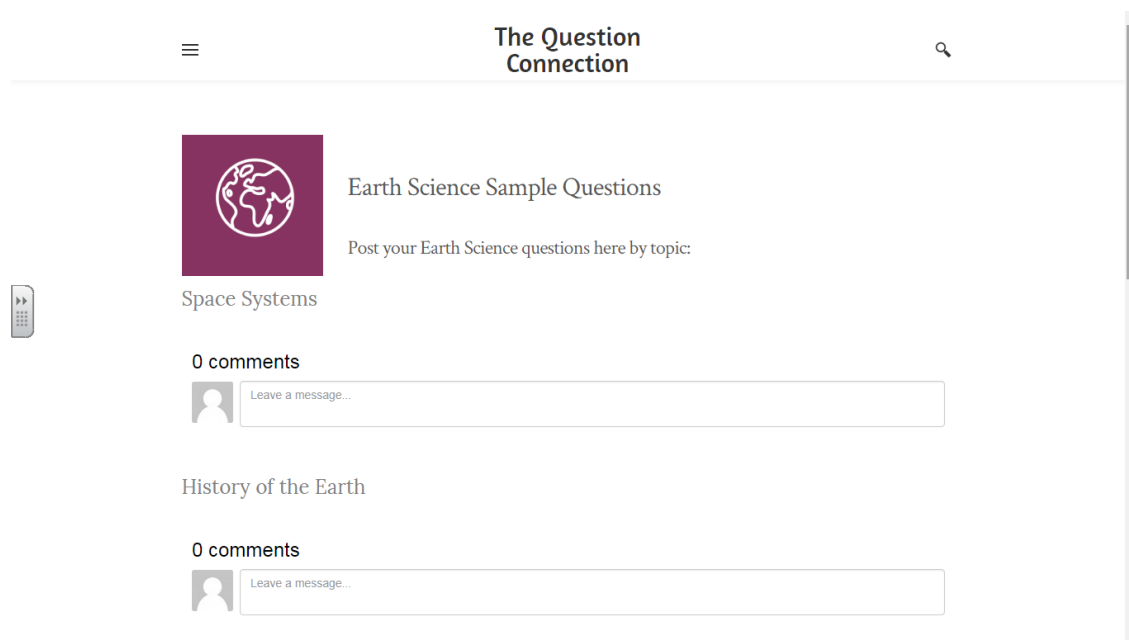 The Question
Connection
Earth Science Sample Questions
Post your Earth Science questions here by topic:
Space Systems
0 comments
Leave a message...
History of the Earth
0 comments
Leave a message...